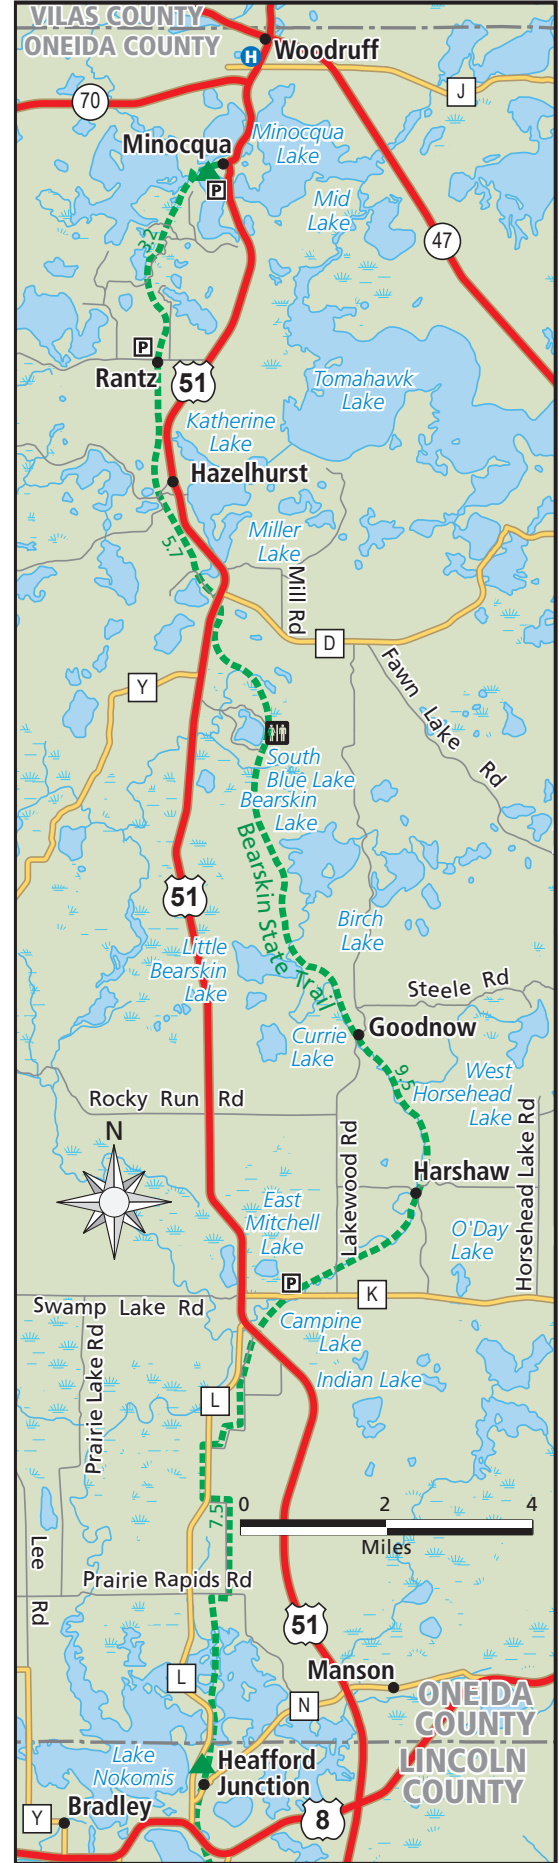 VILAS COUNTY
ONEIDA COUNTY
Woodruff
H
J
70
Minocqua
Minocqua
Lake
P
Mid
Lake
47
3.2
P
Rantz
51
Tomahawk
Lake
Katherine
Lake
Hazelhurst
Miller
Lake
5.7
Mill Rd
D
Fawn Lake Rd
Y
South
Blue Lake
Bearskin
Lake
Bearskin State Trail
51
Birch
Lake
Little
Bearskin
Lake
Steele Rd
Goodnow
Currie
Lake
9.5
West
Horsehead
Lake
Rocky Run Rd
N
Lakewood Rd
Horsehead Lake Rd
Harshaw
East
Mitchell
Lake
O'Day
Lake
P
K
Swamp Lake Rd
Campine
Lake
Prairie Lake Rd
Indian Lake
L
0 2 4
Miles
7.5
Lee Rd
Prairie Rapids Rd
51
L
Manson
N
ONEIDA
COUNTY
LINCOLN
COUNTY
Lake
Nokomis
Heafford
Junction
Y
Bradley
8